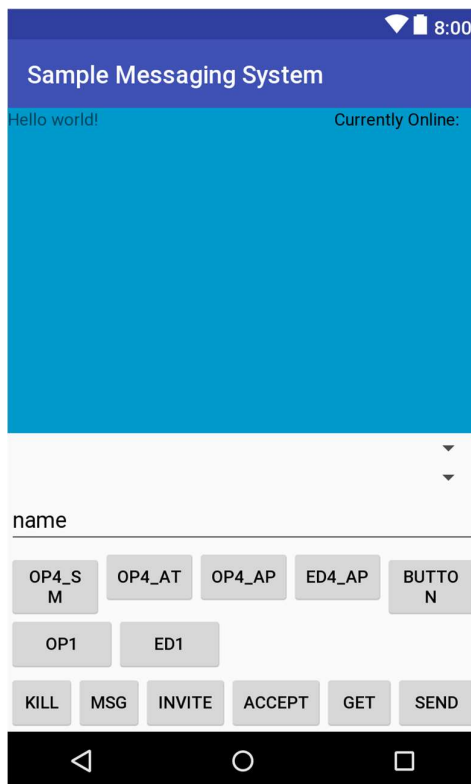 8:00
Sample Messaging System
Hello world! Currently Online:
name
OP4_S
M OP4_AT OP4_AP ED4_AP BUTTO
N
OP1 ED1
KILL MSG INVITE ACCEPT GET SEND